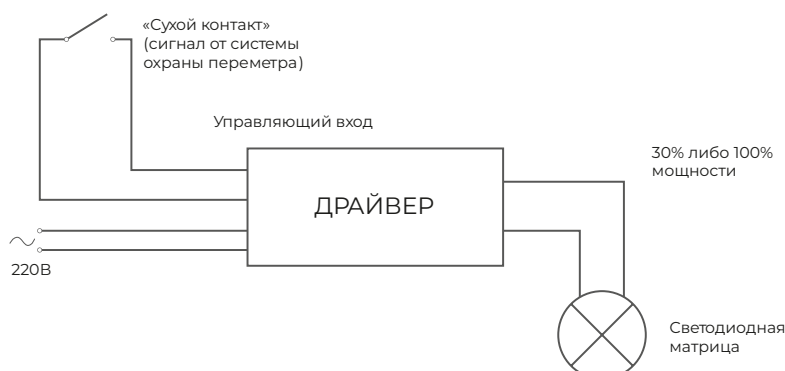 «Сухой контакт»
(сигнал от системы
охраны переметра)
Управляющий вход
30% либо 100%
мощности
ДРАЙВЕР
220В
Светодиодная
матрица